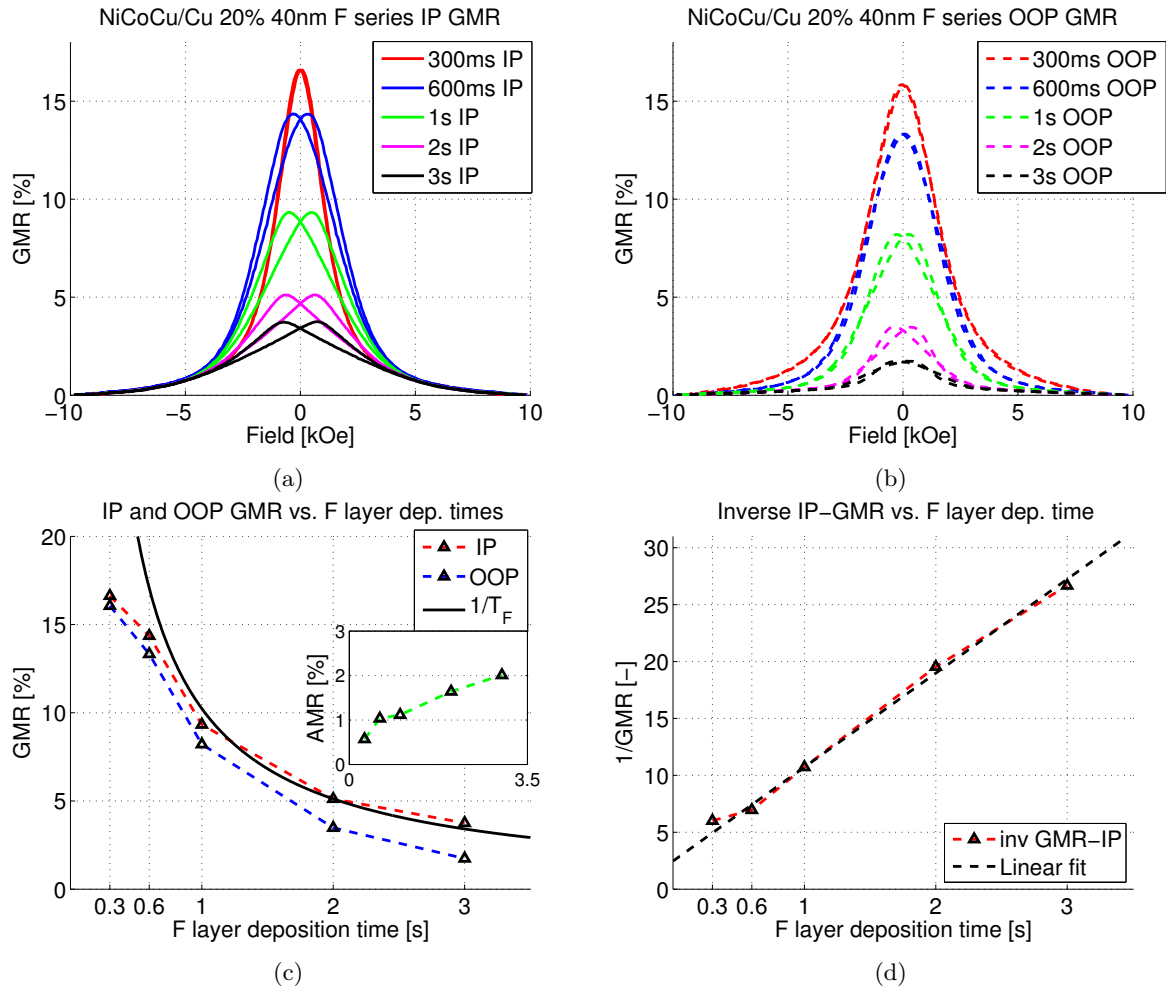 NiCoCu/Cu 20% 40nm F series IP GMR
GMR [%]
15
10
5
0
−10
−5
0
5
10
Field [kOe]
300ms IP
600ms IP
1s IP
2s IP
3s IP
(a)
NiCoCu/Cu 20% 40nm F series OOP GMR
GMR [%]
15
10
5
0
−10
−5
0
5
10
Field [kOe]
300ms OOP
600ms OOP
1s OOP
2s OOP
3s OOP
(b)
IP and OOP GMR vs. F layer dep. times
GMR [%]
20
15
10
5
0
0.3
0.6
1
2
3
F layer deposition time [s]
IP
OOP
1/T_F
AMR [%]
3
2
1
0
0
3.5
(c)
Inverse IP−GMR vs. F layer dep. time
1/GMR [−]
30
25
20
15
10
5
0
0.3
0.6
1
2
3
F layer deposition time [s]
inv GMR−IP
Linear fit
(d)